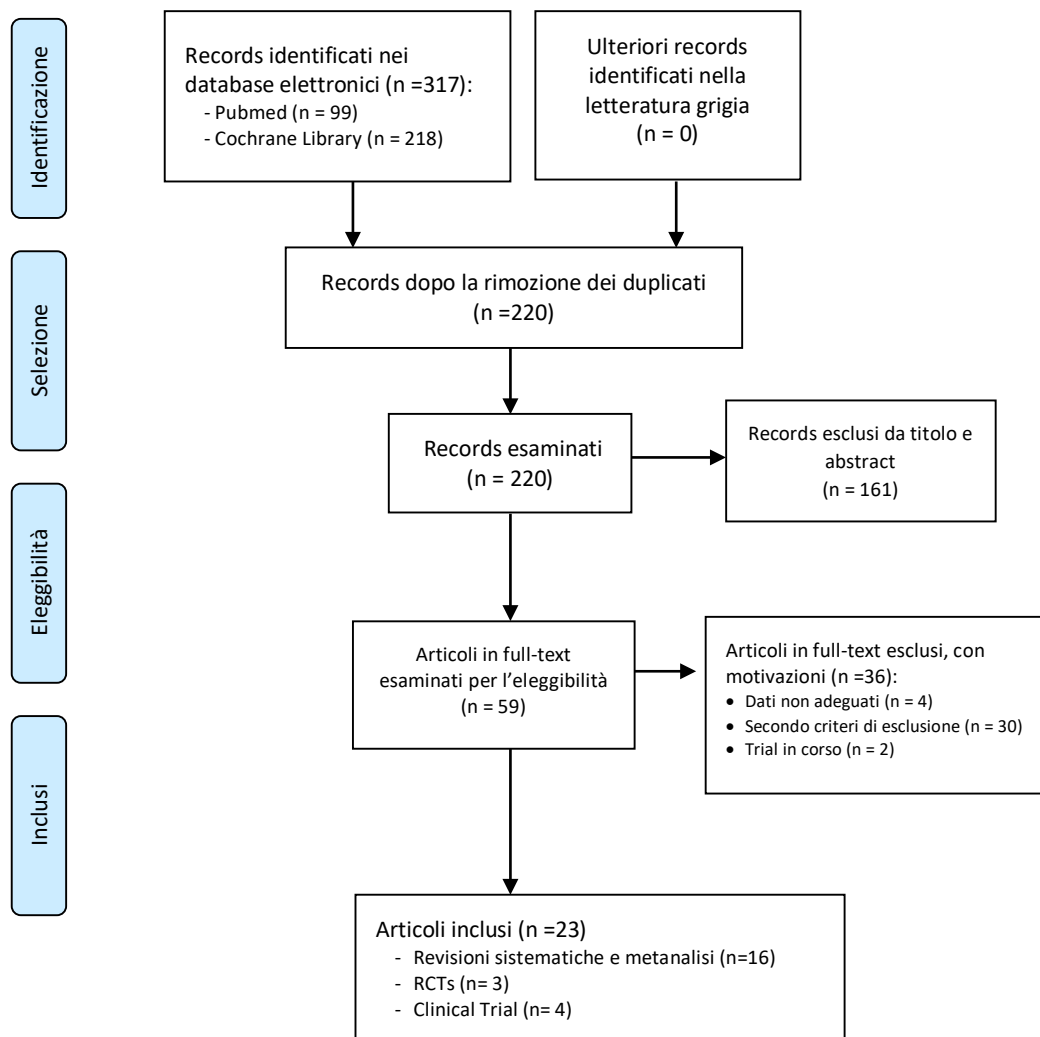 Identificazione
Records identificati nei
database elettronici (n =317):
- Pubmed (n = 99)
- Cochrane Library (n = 218)
Ulteriori records
identificati nella
letteratura grigia
(n = 0)
Selezione
Records dopo la rimozione dei duplicati
(n =220)
Records esaminati
(n = 220)
Records esclusi da titolo e
abstract
(n = 161)
Eleggibilità
Articoli in full-text
esaminati per l’eleggibilità
(n = 59)
Articoli in full-text esclusi, con
motivazioni (n =36):
• Dati non adeguati (n = 4)
• Secondo criteri di esclusione (n = 30)
• Trial in corso (n = 2)
Inclusi
Articoli inclusi (n =23)
- Revisioni sistematiche e metanalisi (n=16)
- RCTs (n= 3)
- Clinical Trial (n= 4)